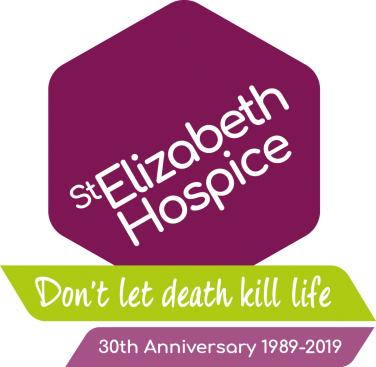 St Elizabeth
Hospice
Don't let death kill life
30th Anniversary 1989-2019